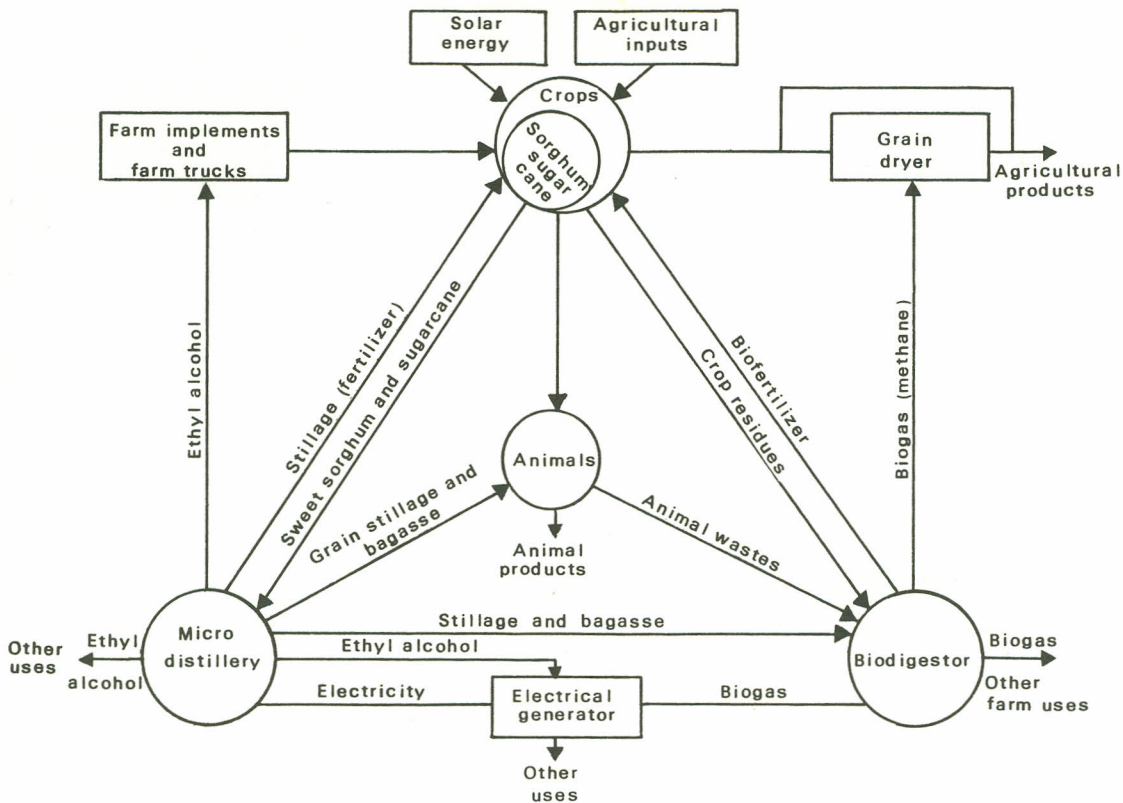 Solar
energy
Agricultural
inputs
Crops
Sorghum
sugar
cane
Farm implements
and
farm trucks
Grain
dryer
Agricultural
products
Ethyl alcohol
Stillage (fertilizer)
Sweet sorghum and sugarcane
Biofertilizer
Crop residues
Biogas (methane)
Animals
Grain stillage and
bagasse
Animal wastes
Animal
products
Stillage and bagasse
Ethyl alcohol
Micro
distillery
Biodigestor
Other
uses
Ethyl
alcohol
Biogas
Other
farm uses
Electricity
Electrical
generator
Biogas
Other
uses